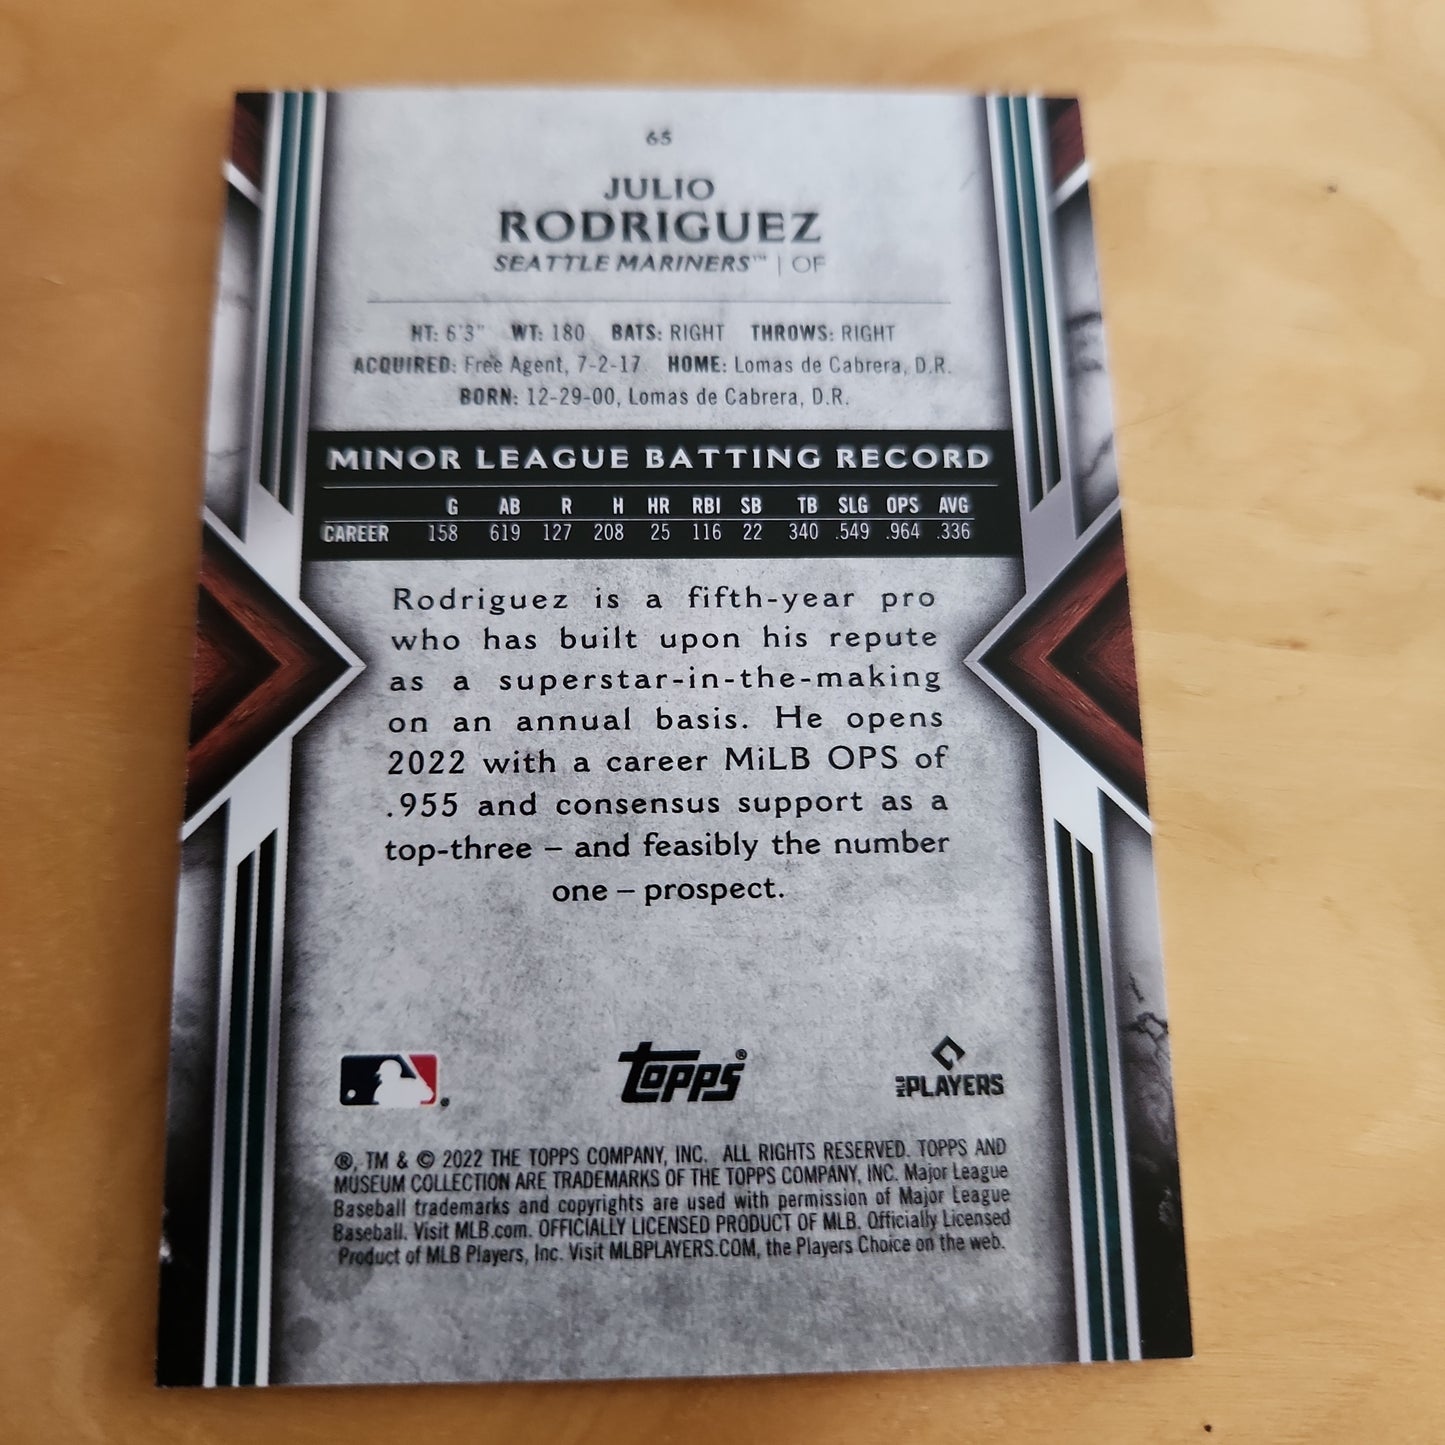 65
JULIO
RODRIGUEZ
SEATTLE MARINERS™ | OF
HT: 6'3" WT: 180 BATS: RIGHT THROWS: RIGHT
ACQUIRED: Free Agent, 7-2-17 HOME: Lomas de Cabrera, D.R.
BORN: 12-29-00, Lomas de Cabrera, D.R.
MINOR LEAGUE BATTING RECORD
G AB R H HR RBI SB TB SLG OPS AVG
CAREER 158 619 127 208 25 116 22 340 .549 .964 .336
Rodriguez is a fifth-year pro
who has built upon his repute
as a superstar-in-the-making
on an annual basis. He opens
2022 with a career MiLB OPS of
.955 and consensus support as a
top-three – and feasibly the number
one – prospect.
Topps®
MLB PLAYERS
®, TM & © 2022 THE TOPPS COMPANY, INC. ALL RIGHTS RESERVED. TOPPS AND
MUSEUM COLLECTION ARE TRADEMARKS OF THE TOPPS COMPANY, INC. Major League
Baseball trademarks and copyrights are used with permission of Major League
Baseball. Visit MLB.com. OFFICIALLY LICENSED PRODUCT OF MLB. Officially Licensed
Product of MLB Players, Inc. Visit MLBPLAYERS.COM, the Players Choice on the web.